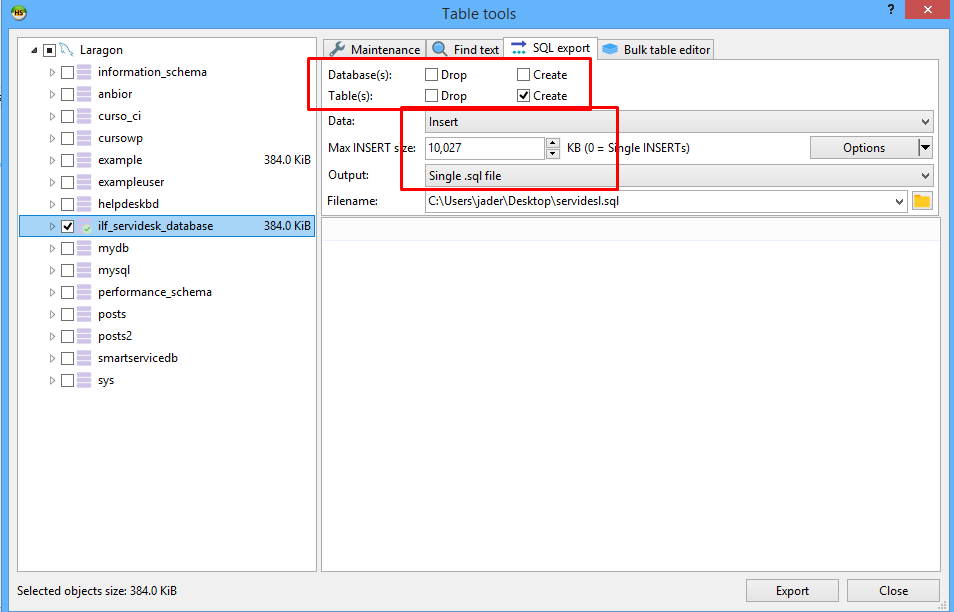 HS
Table tools
?
Laragon
information_schema
anbior
curso_ci
cursowp
example 384.0 KiB
exampleuser
helpdeskbd
ilf_servidesk_database 384.0 KiB
mydb
mysql
performance_schema
posts
posts2
smartservicedb
sys
Maintenance Find text SQL export Bulk table editor
Database(s): Drop Create
Table(s): Drop Create
Data: Insert
Max INSERT size: 10,027 KB (0 = Single INSERTs) Options
Output: Single .sql file
Filename: C:\Users\jader\Desktop\servidesl.sql
Selected objects size: 384.0 KiB
Export Close